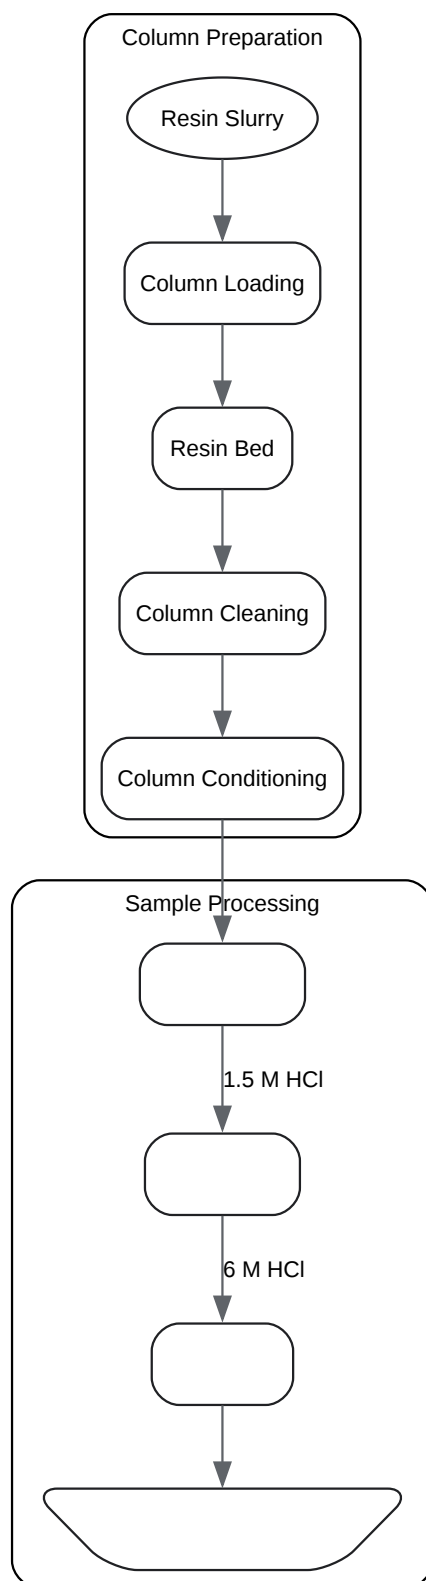 Column Preparation
Resin Slurry
Column Loading
Resin Bed
Column Cleaning
Column Conditioning
Sample Processing
1.5 M HCl
6 M HCl